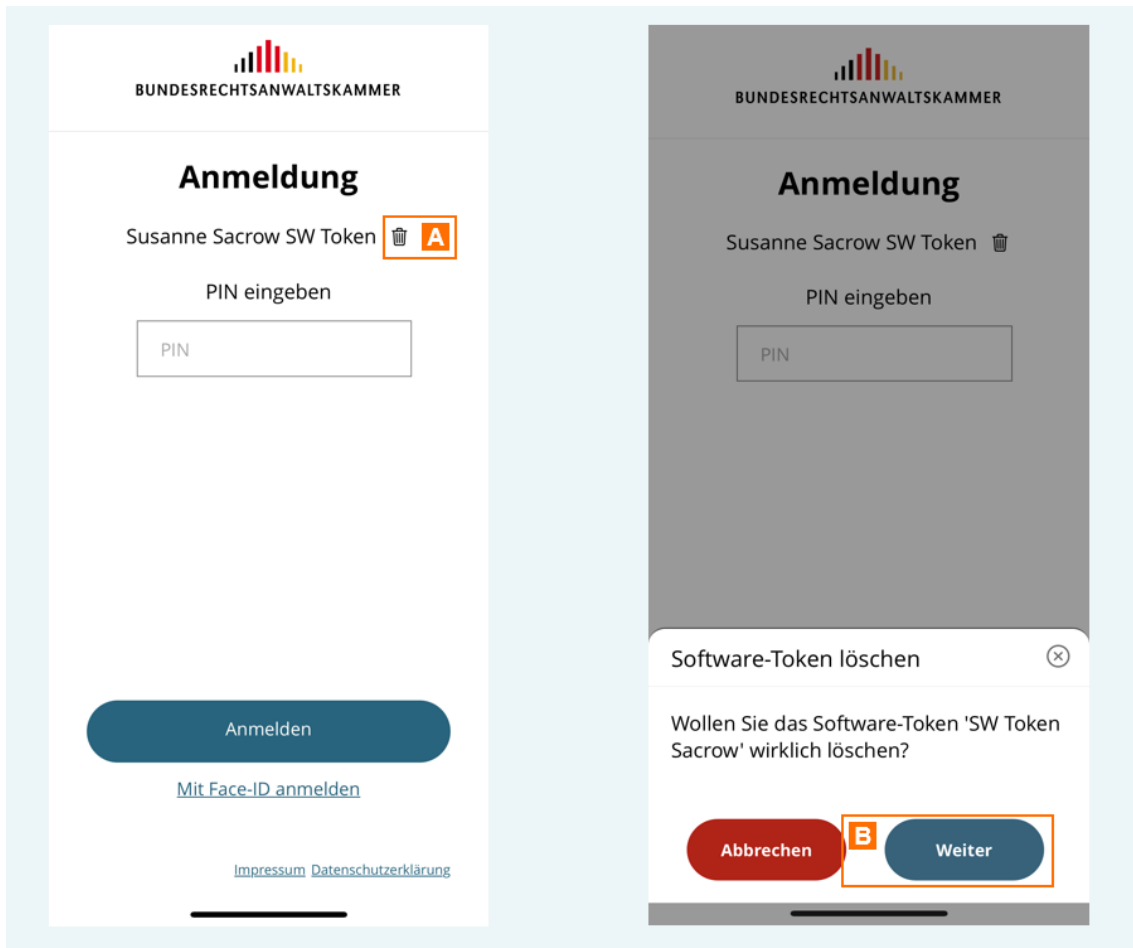 BUNDESRECHTSANWALTSKAMMER
Anmeldung
Susanne Sacrow SW Token A
PIN eingeben
PIN
Anmelden
Mit Face-ID anmelden
Impressum Datenschutzerklärung
BUNDESRECHTSANWALTSKAMMER
Anmeldung
Susanne Sacrow SW Token
PIN eingeben
PIN
Software-Token löschen
Wollen Sie das Software-Token 'SW Token
Sacrow' wirklich löschen?
Abbrechen B Weiter